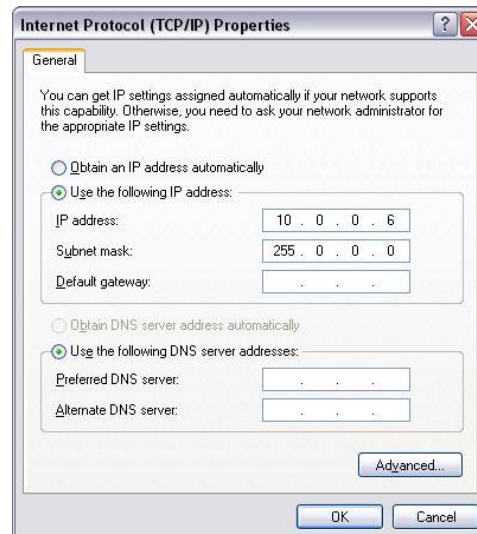 Internet Protocol (TCP/IP) Properties
General
You can get IP settings assigned automatically if your network supports
this capability. Otherwise, you need to ask your network administrator for
the appropriate IP settings.
Obtain an IP address automatically
Use the following IP address:
IP address: 10 . 0 . 0 . 6
Subnet mask: 255 . 0 . 0 . 0
Default gateway: . . .
Obtain DNS server address automatically
Use the following DNS server addresses:
Preferred DNS server: . . .
Alternate DNS server: . . .
Advanced...
OK Cancel